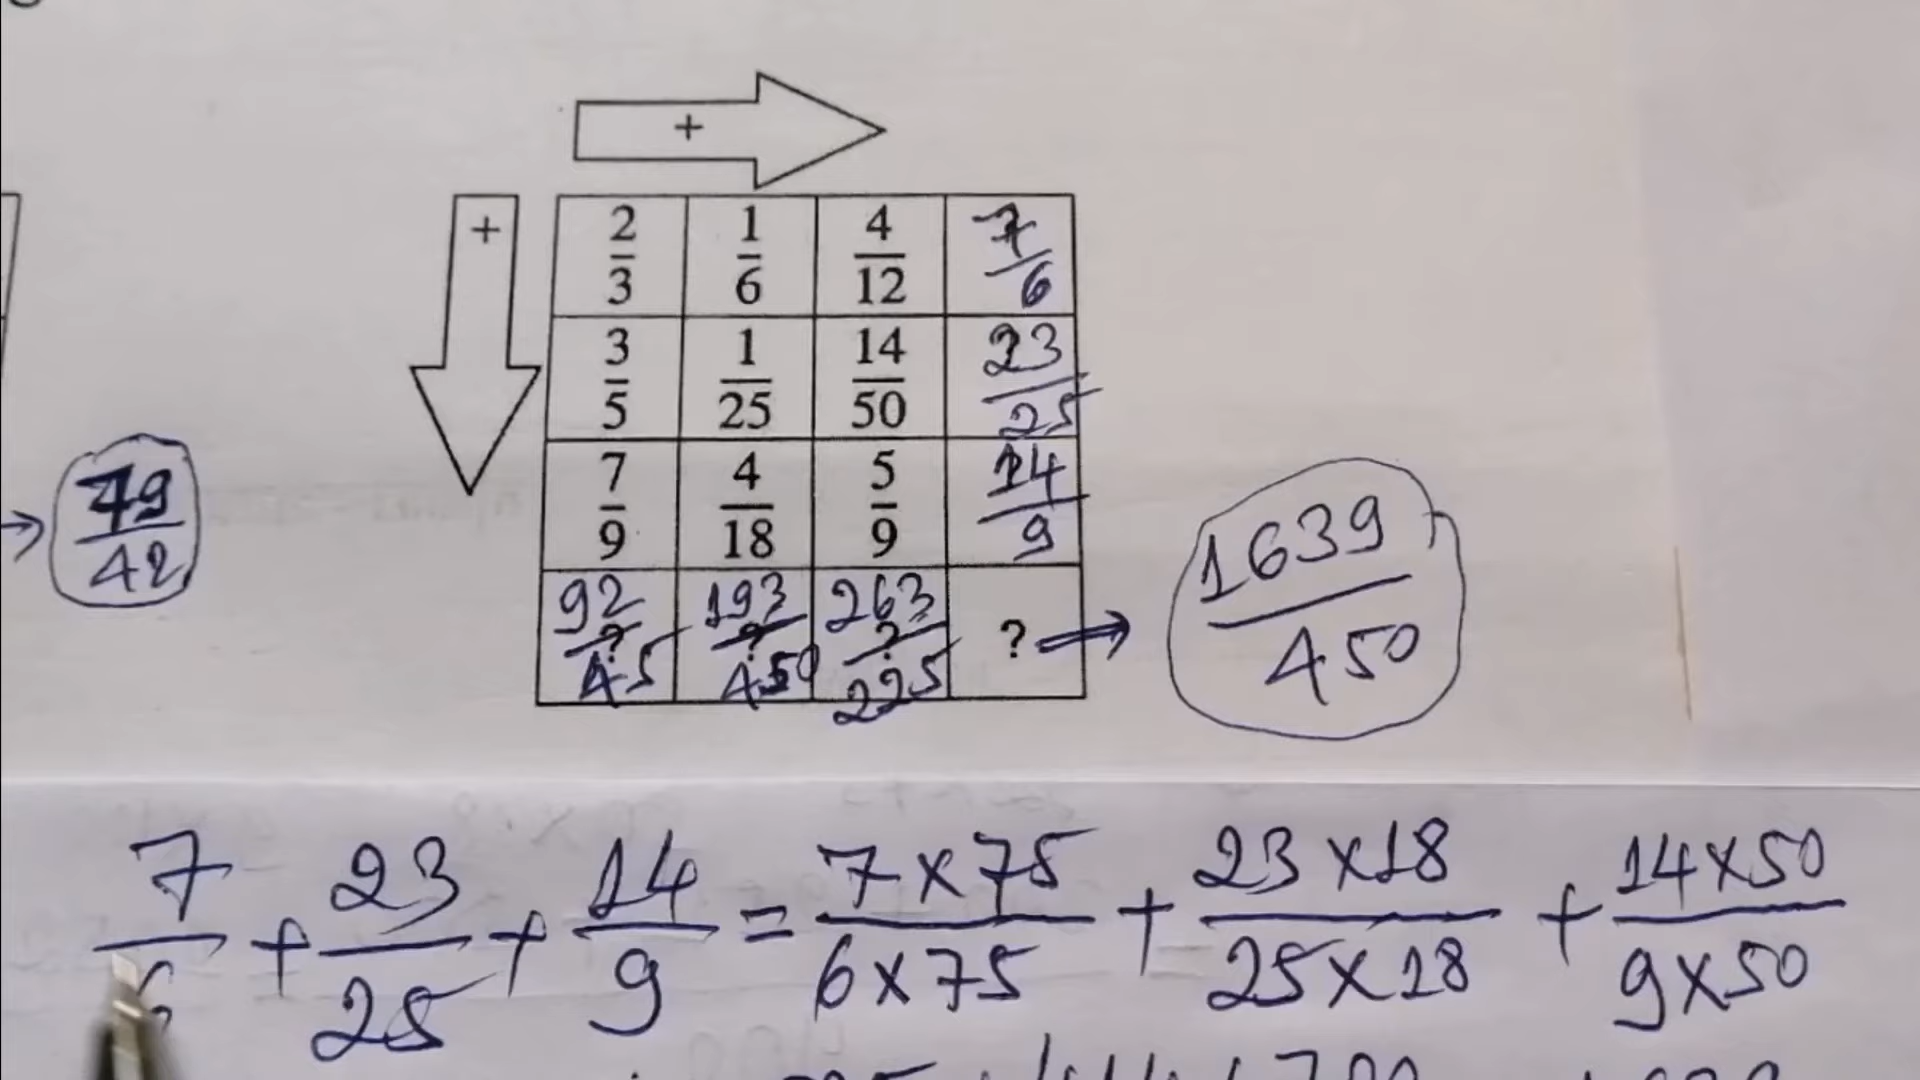 +
+
2/3 1/6 4/12 7/6
3/5 1/25 14/50 23/25
7/9 4/18 5/9 14/9
92/45 193/450 263/225 ?
? ? ?
→ 79/42
→ 1639/450
7/6 + 23/25 + 14/9 = 7×75/6×75 + 23×18/25×18 + 14×50/9×50